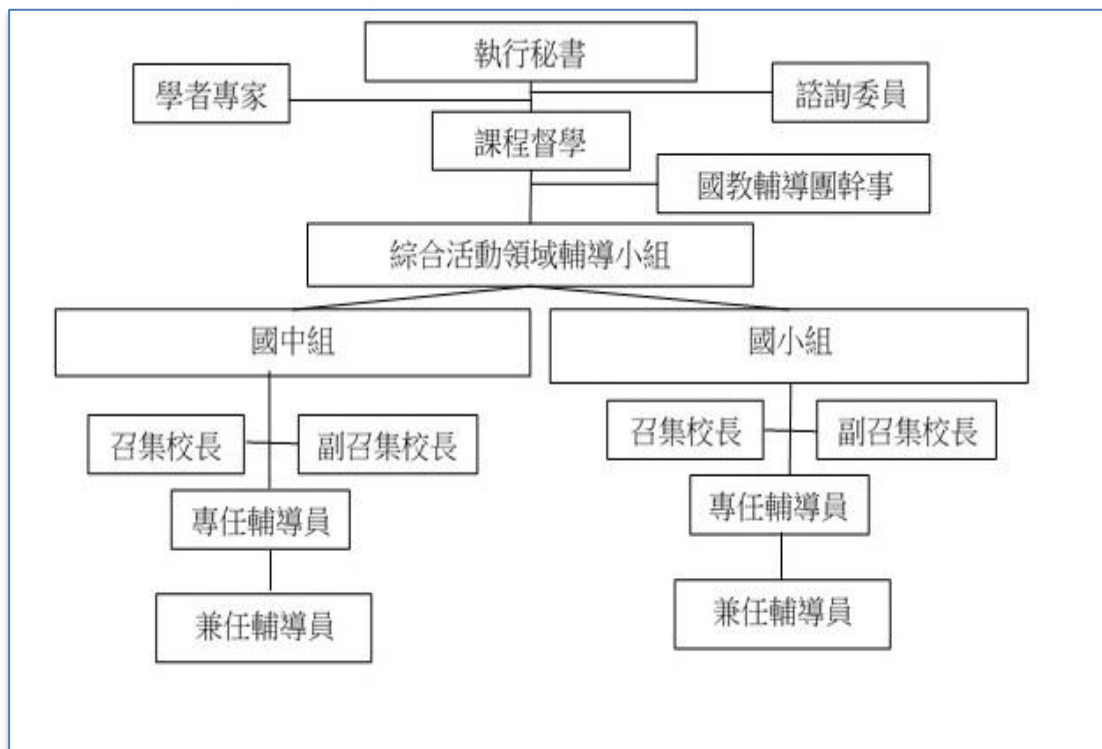 執行秘書
學者專家
諮詢委員
課程督學
國教輔導團幹事
綜合活動領域輔導小組
國中組
國小組
召集校長
副召集校長
召集校長
副召集校長
專任輔導員
專任輔導員
兼任輔導員
兼任輔導員